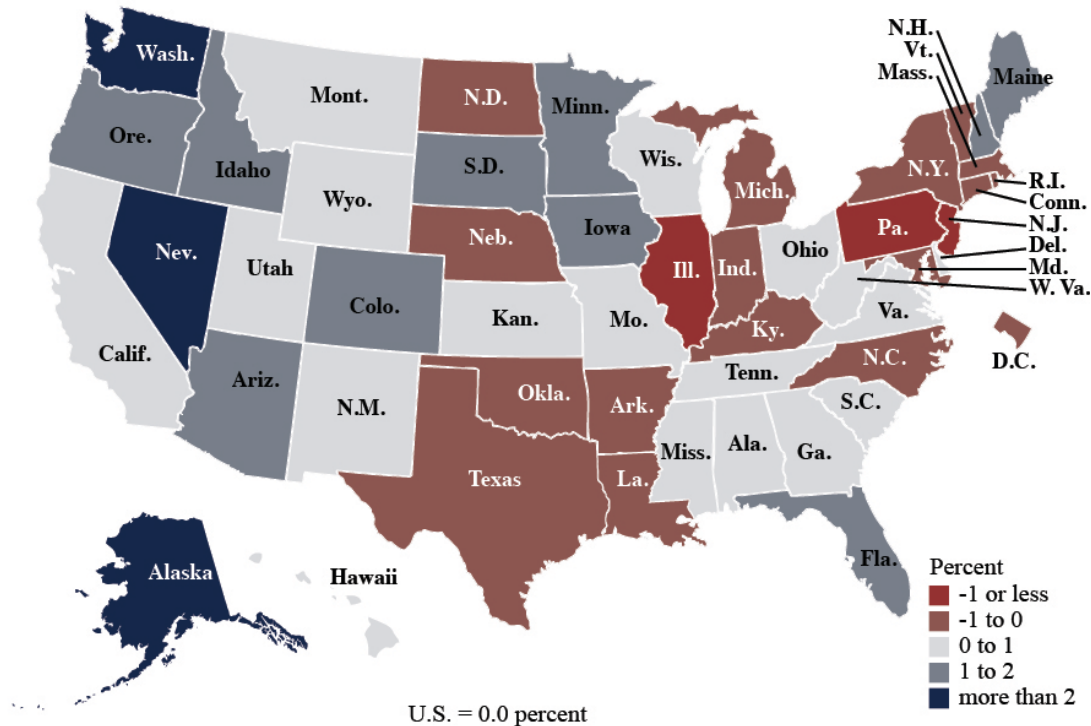 N.H.
Vt.
Mass.
Wash.
Mont.
N.D.
Minn.
Maine
Ore.
Idaho
S.D.
Wis.
Mich.
N.Y.
R.I.
Conn.
N.J.
Del.
Md.
W. Va.
Wyo.
Neb.
Iowa
Pa.
Nev.
Utah
Colo.
Ill.
Ind.
Ohio
Calif.
Kan.
Mo.
Ky.
Va.
D.C.
Ariz.
N.M.
Okla.
Ark.
Tenn.
N.C.
S.C.
Texas
La.
Miss.
Ala.
Ga.
Fla.
Alaska
Hawaii
Percent
-1 or less
-1 to 0
0 to 1
1 to 2
more than 2
U.S. = 0.0 percent